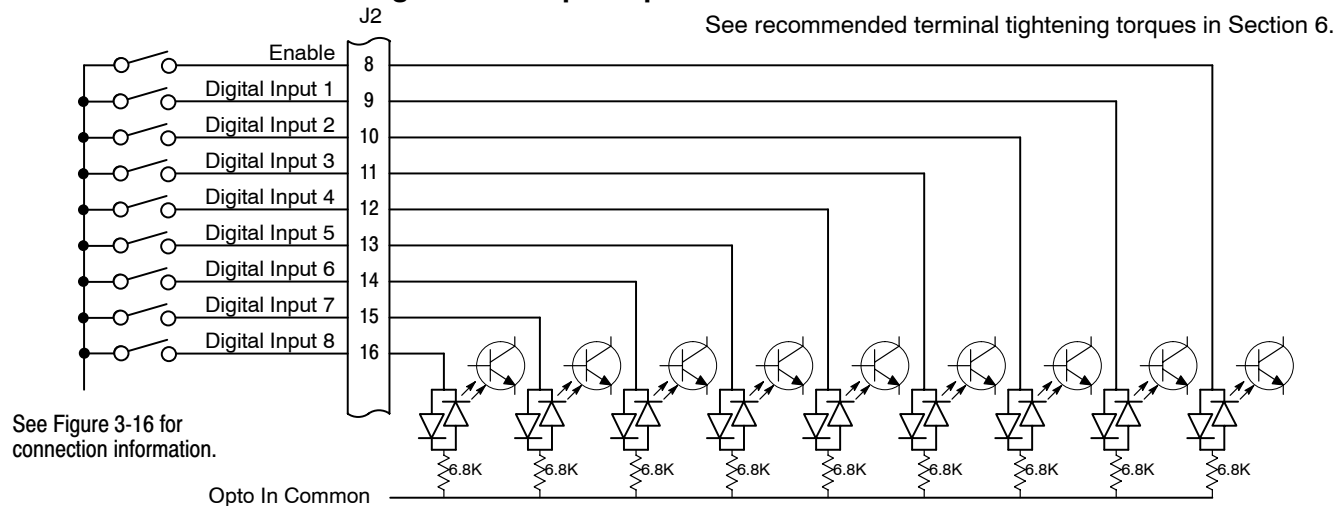 J2
See recommended terminal tightening torques in Section 6.
Enable 8
Digital Input 1 9
Digital Input 2 10
Digital Input 3 11
Digital Input 4 12
Digital Input 5 13
Digital Input 6 14
Digital Input 7 15
Digital Input 8 16
See Figure 3-16 for
connection information.
6.8K 6.8K 6.8K 6.8K 6.8K 6.8K 6.8K 6.8K 6.8K
Opto In Common